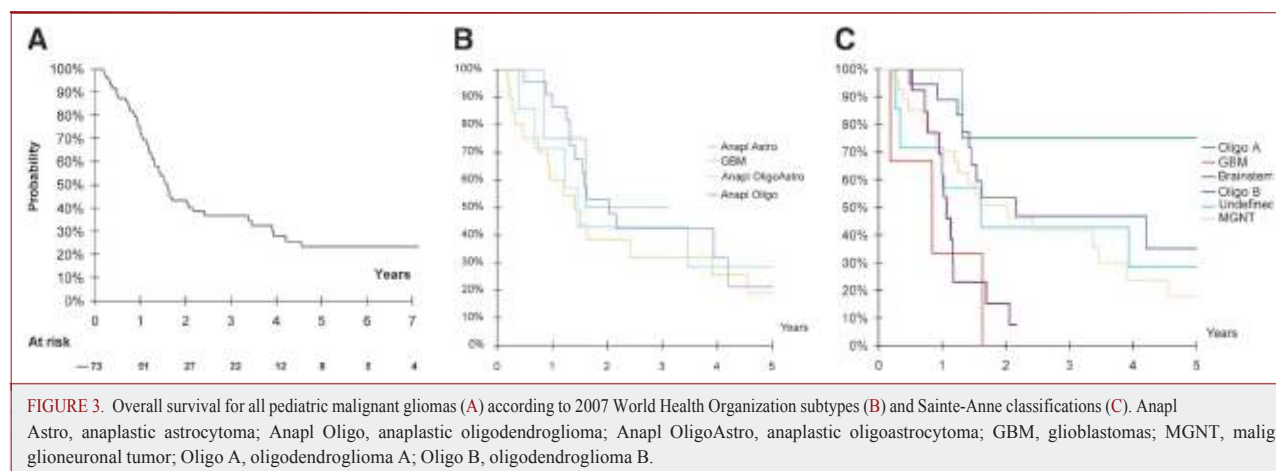 A
B
C
100%
90%
80%
70%
60%
50%
40%
30%
20%
10%
0%
Probability
Years
0 1 2 3 4 5 6 7
At risk
73 27 22 12 8 4
100%
90%
80%
70%
60%
50%
40%
30%
20%
10%
0%
Anapl Astro
GBM
Anapl OligoAstro
Anapl Oligo
Years
0 1 2 3 4 5
100%
90%
80%
70%
60%
50%
40%
30%
20%
10%
0%
Oligo A
GBM
Brainstem
Oligo B
Undefined
MGNT
Years
0 1 2 3 4 5
FIGURE 3. Overall survival for all pediatric malignant gliomas (A) according to 2007 World Health Organization subtypes (B) and Sainte-Anne classifications (C). Anapl
Astro, anaplastic astrocytoma; Anapl Oligo, anaplastic oligodendroglioma; Anapl OligoAstro, anaplastic oligoastrocytoma; GBM, glioblastomas; MGNT, malig
glioneuronal tumor; Oligo A, oligodendroglioma A; Oligo B, oligodendroglioma B.